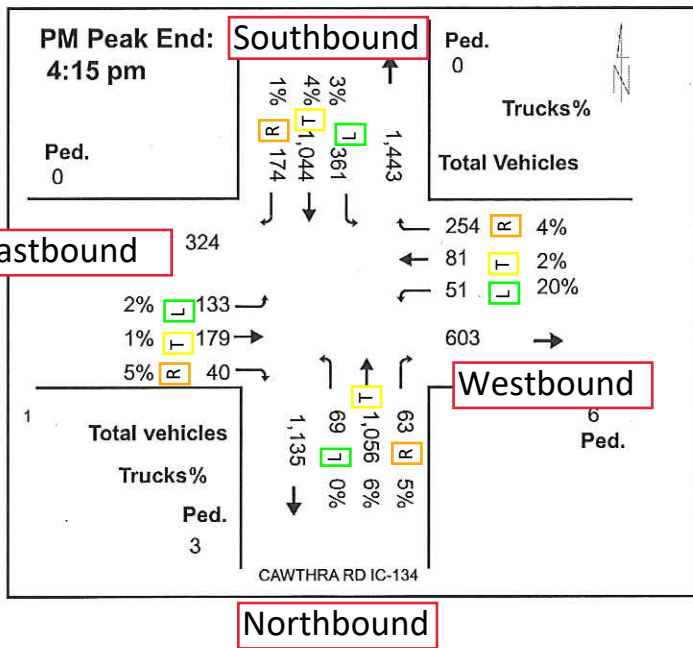 PM Peak End:
4:15 pm
Southbound
Ped.
0
N
Trucks%
Total Vehicles
Ped.
0
1% 4% 3%
R T L
174 1,044 361 1,443
astbound
324
254 R 4%
81 T 2%
51 L 20%
603
2% L 133
1% T 179
5% R 40
Westbound
1
Total vehicles
Trucks%
Ped.
3
1,135 69 1,056 63
L T R
0% 6% 5%
6
Ped.
CAWTHRA RD IC-134
Northbound